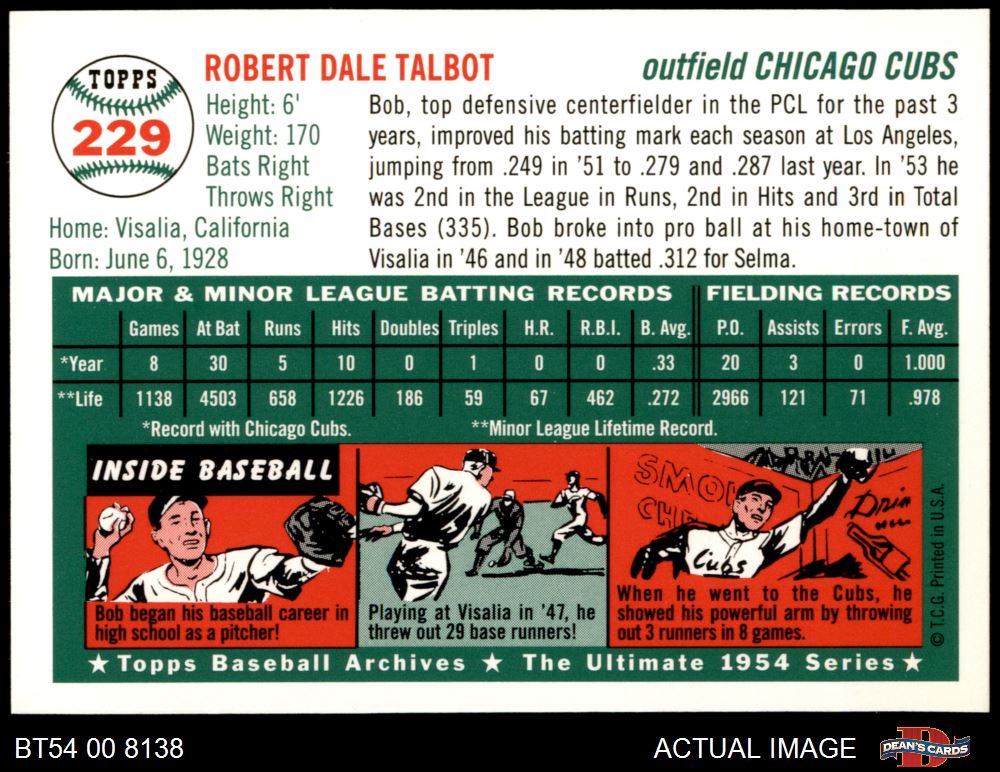 TOPPS
229
ROBERT DALE TALBOT
outfield CHICAGO CUBS
Height: 6'
Weight: 170
Bats Right
Throws Right
Home: Visalia, California
Born: June 6, 1928
Bob, top defensive centerfielder in the PCL for the past 3
years, improved his batting mark each season at Los Angeles,
jumping from .249 in '51 to .279 and .287 last year. In '53 he
was 2nd in the League in Runs, 2nd in Hits and 3rd in Total
Bases (335). Bob broke into pro ball at his home-town of
Visalia in '46 and in '48 batted .312 for Selma.
MAJOR & MINOR LEAGUE BATTING RECORDS FIELDING RECORDS
Games At Bat Runs Hits Doubles Triples H.R. R.B.I. B. Avg. P.O. Assists Errors F. Avg.
*Year 8 30 5 10 0 1 0 0 .33 20 3 0 1.000
**Life 1138 4503 658 1226 186 59 67 462 .272 2966 121 71 .978
*Record with Chicago Cubs. **Minor League Lifetime Record.
INSIDE BASEBALL
Bob began his baseball career in
high school as a pitcher!
Playing at Visalia in '47, he
threw out 29 base runners!
SMO
CH
Drin
Cubs
When he went to the Cubs, he
showed his powerful arm by throwing
out 3 runners in 8 games.
© T.C.G. Printed in U.S.A.
★ Topps Baseball Archives ★ The Ultimate 1954 Series ★
BT54 00 8138
ACTUAL IMAGE
D
DEAN'S CARDS